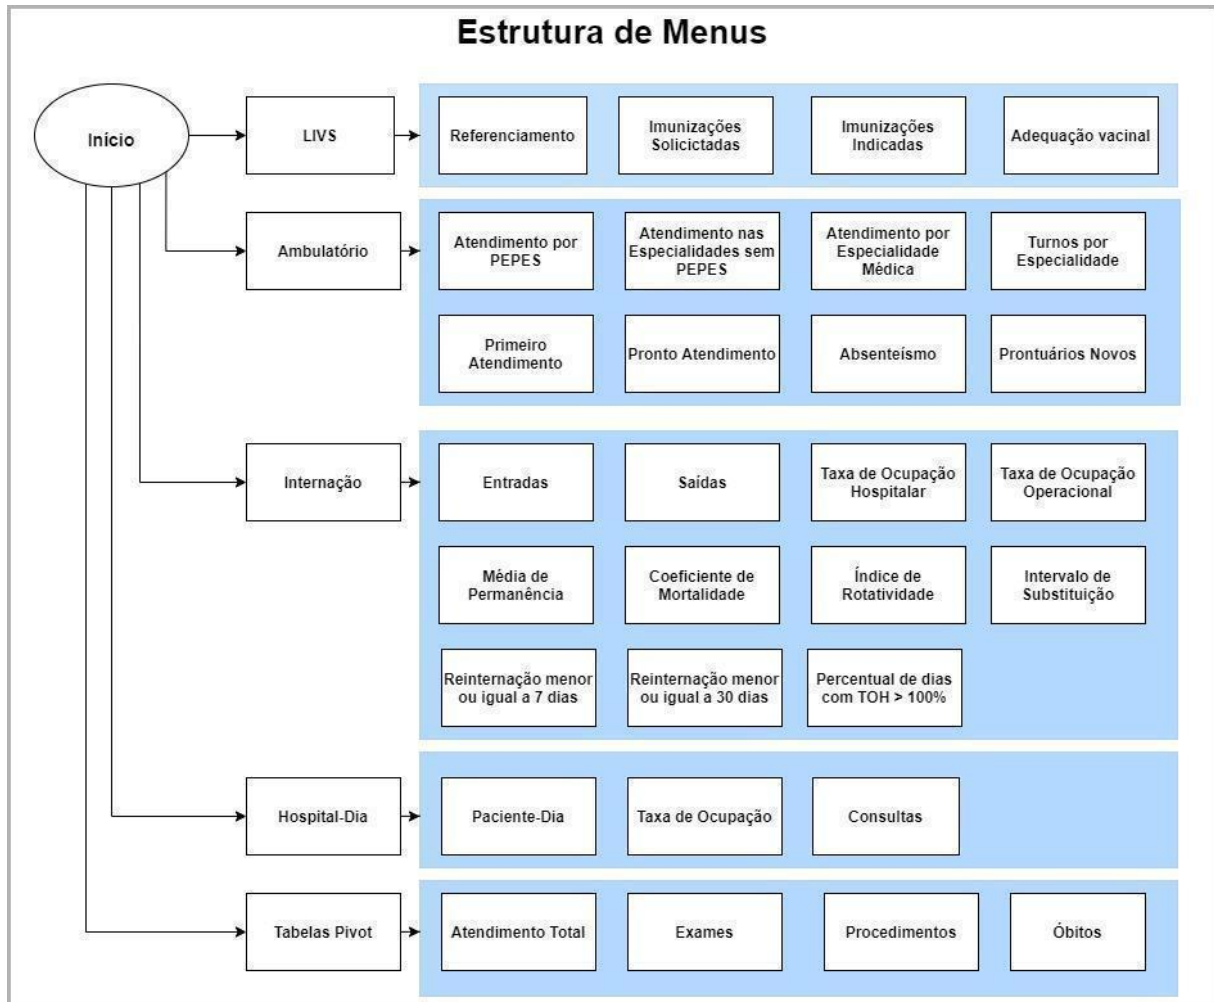 Estrutura de Menus
Início
LIVS
Referenciamento
Imunizações
Solicictadas
Imunizações
Indicadas
Adequação vacinal
Ambulatório
Atendimento por
PEPES
Atendimento nas
Especialidades sem
PEPES
Atendimento por
Especialidade
Médica
Turnos por
Especialidade
Primeiro
Atendimento
Pronto Atendimento
Absenteísmo
Prontuários Novos
Internação
Entradas
Saídas
Taxa de Ocupação
Hospitalar
Taxa de Ocupação
Operacional
Média de
Permanência
Coeficiente de
Mortalidade
Índice de
Rotatividade
Intervalo de
Substituição
Reinternação menor
ou igual a 7 dias
Reinternação menor
ou igual a 30 dias
Percentual de dias
com TOH > 100%
Hospital-Dia
Paciente-Dia
Taxa de Ocupação
Consultas
Tabelas Pivot
Atendimento Total
Exames
Procedimentos
Óbitos